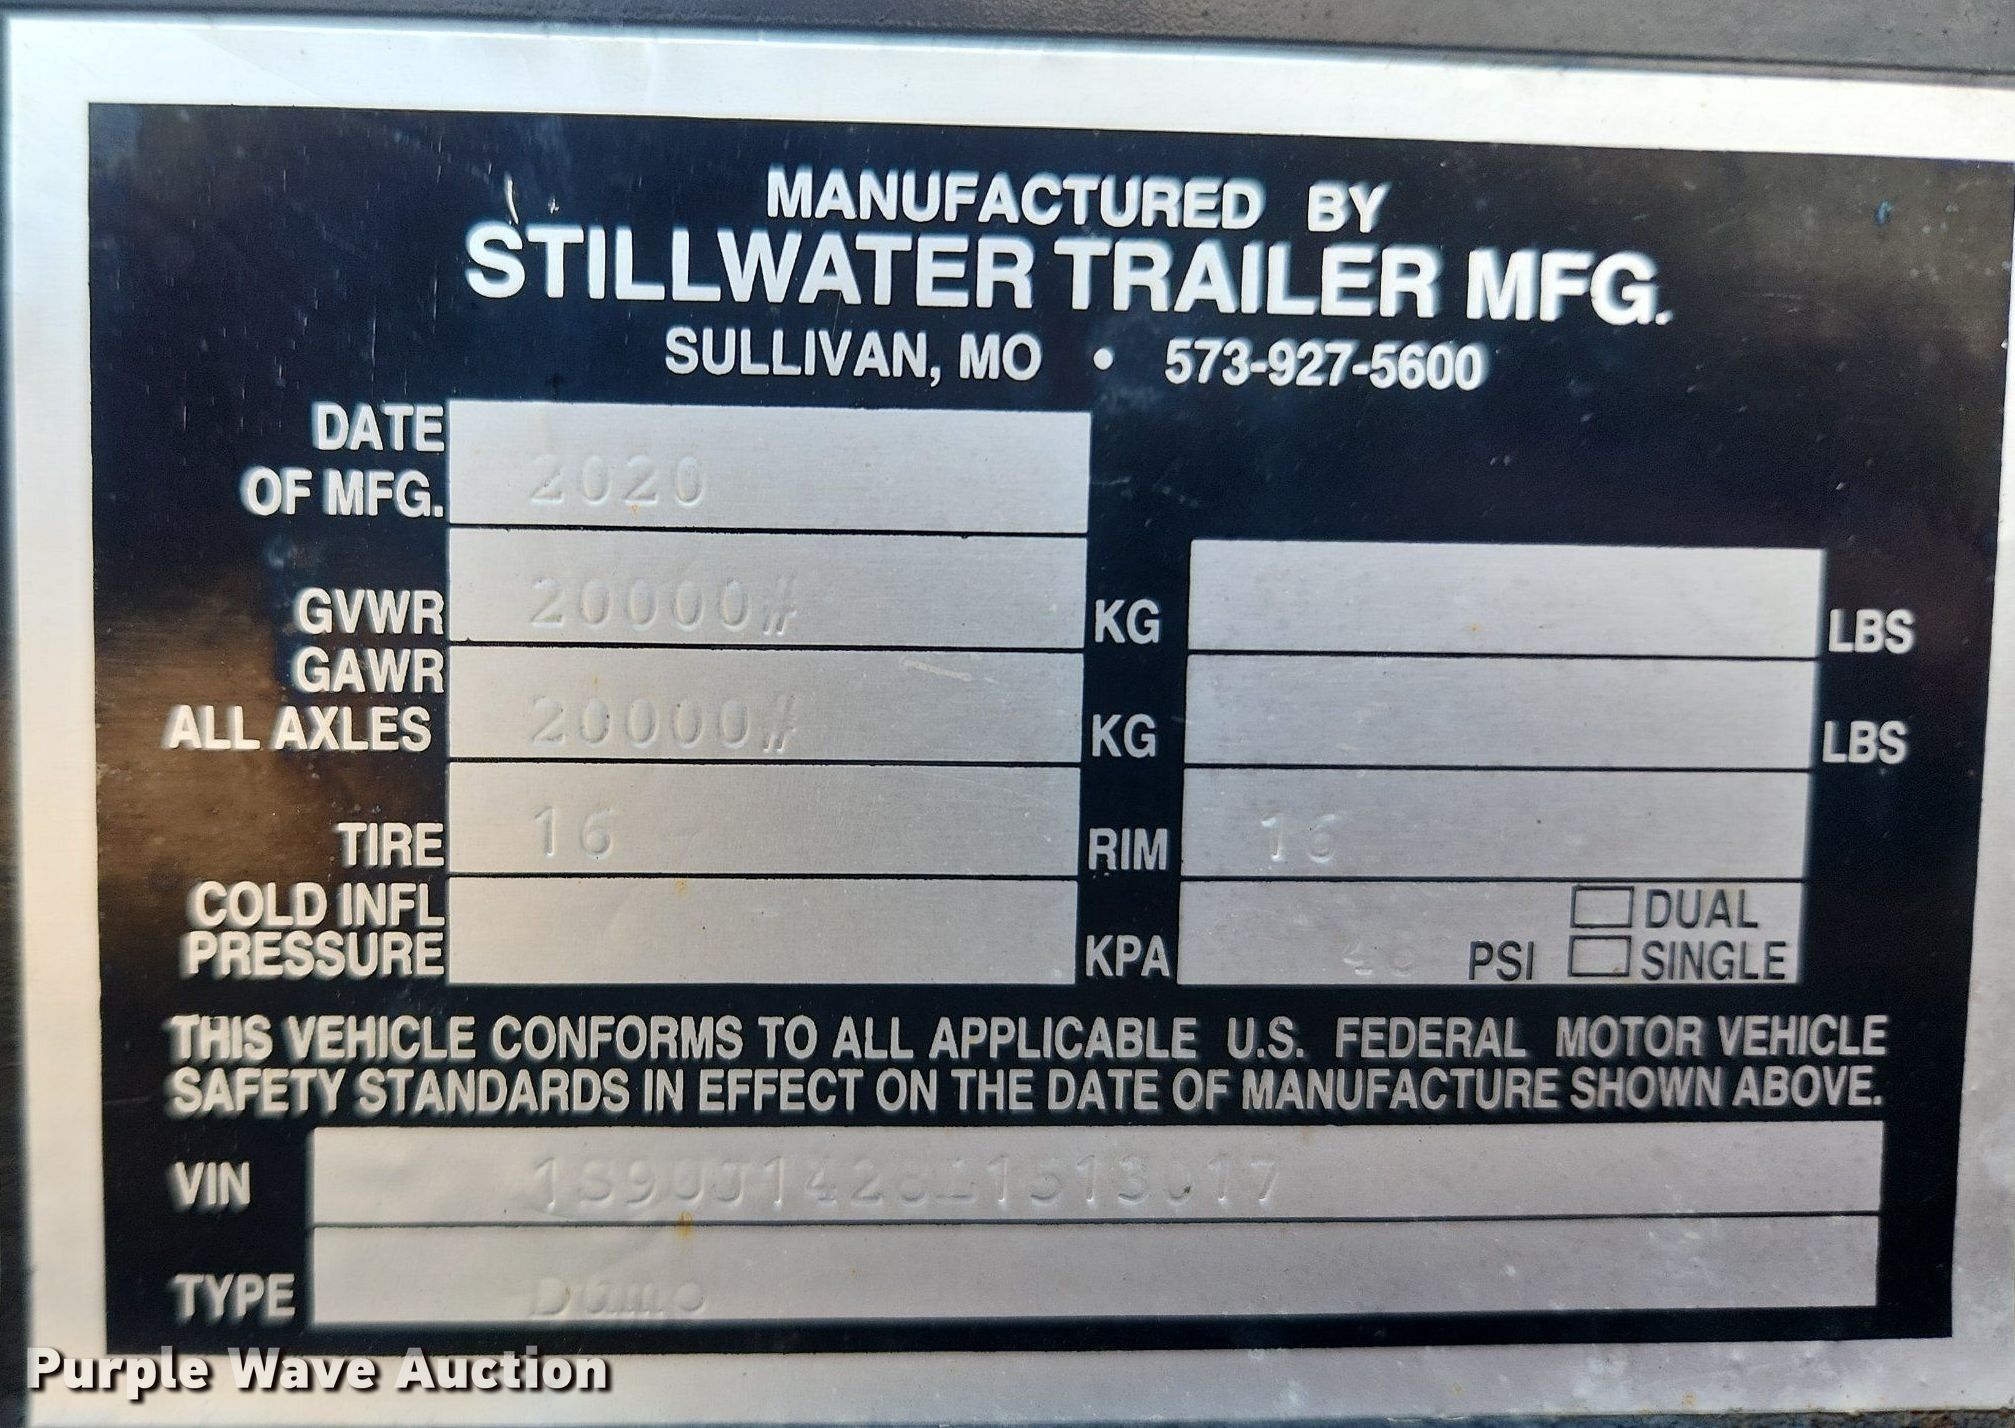 MANUFACTURED BY
STILLWATER TRAILER MFG.
SULLIVAN, MO • 573-927-5600
DATE
OF MFG. 2020
GVWR 20000# KG LBS
GAWR
ALL AXLES 20000# KG LBS
TIRE 16 RIM 16
COLD INFL DUAL
PRESSURE KPA PSI SINGLE
THIS VEHICLE CONFORMS TO ALL APPLICABLE U.S. FEDERAL MOTOR VEHICLE
SAFETY STANDARDS IN EFFECT ON THE DATE OF MANUFACTURE SHOWN ABOVE.
VIN
TYPE Dump
Purple Wave Auction